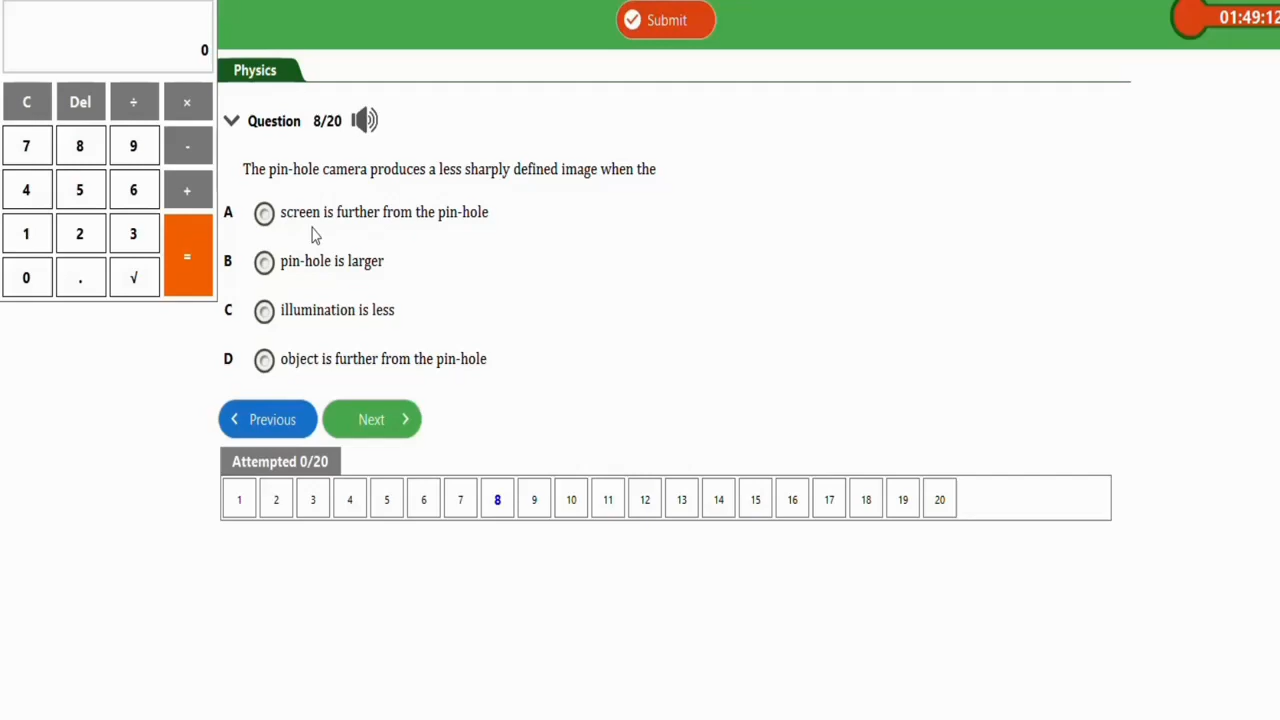 0
Submit
01:49:12
C Del ÷ ×
7 8 9 -
4 5 6 +
1 2 3 =
0 . √
Physics
Question 8/20
The pin-hole camera produces a less sharply defined image when the
A screen is further from the pin-hole
B pin-hole is larger
C illumination is less
D object is further from the pin-hole
Previous Next
Attempted 0/20
1 2 3 4 5 6 7 8 9 10 11 12 13 14 15 16 17 18 19 20